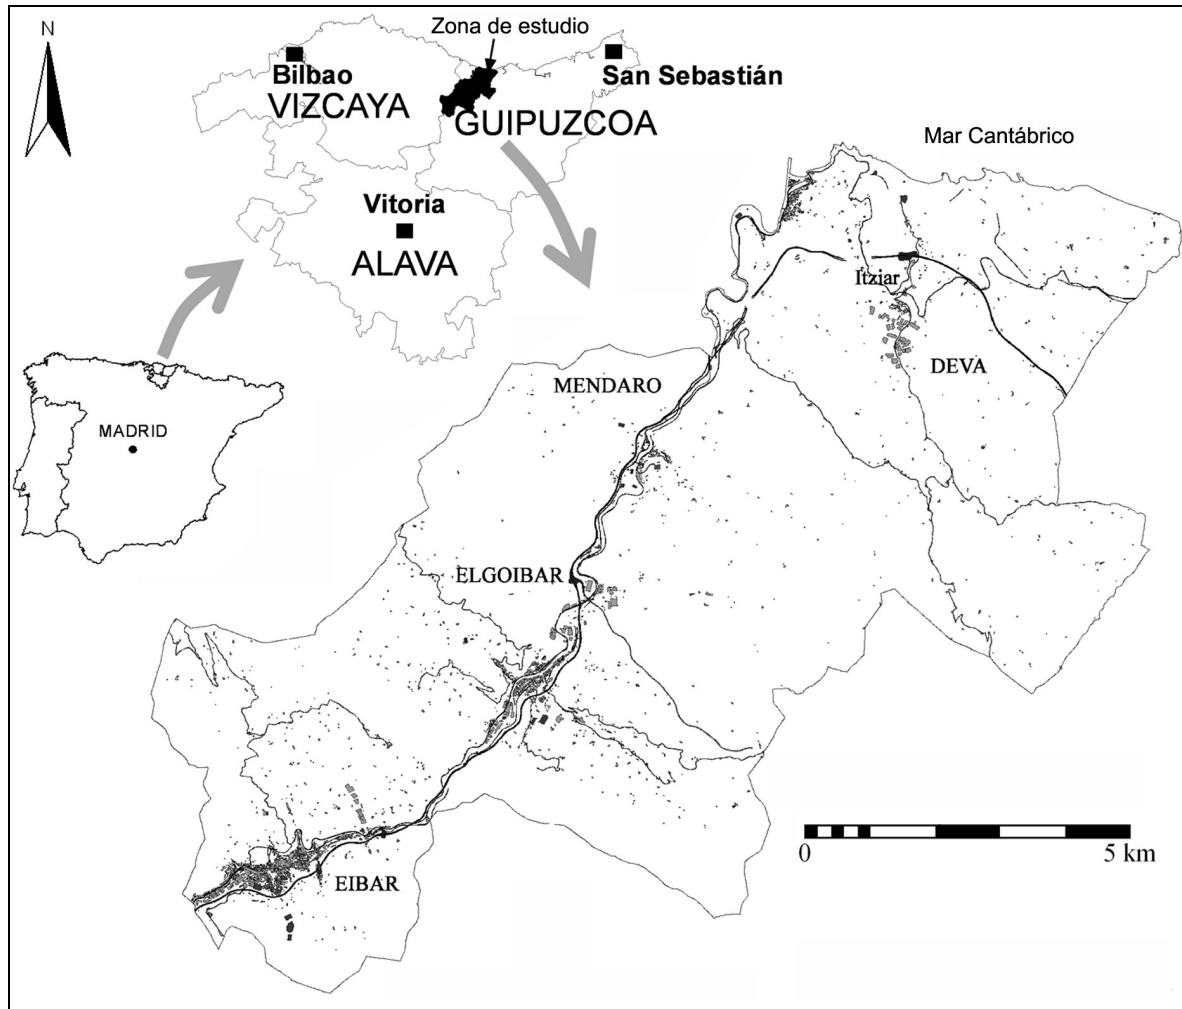 N
Zona de estudio
Bilbao
San Sebastián
VIZCAYA
GUIPUZCOA
Mar Cantábrico
Vitoria
ALAVA
Itziar
DEVA
MENDARO
MADRID
ELGOIBAR
0
5 km
EIBAR